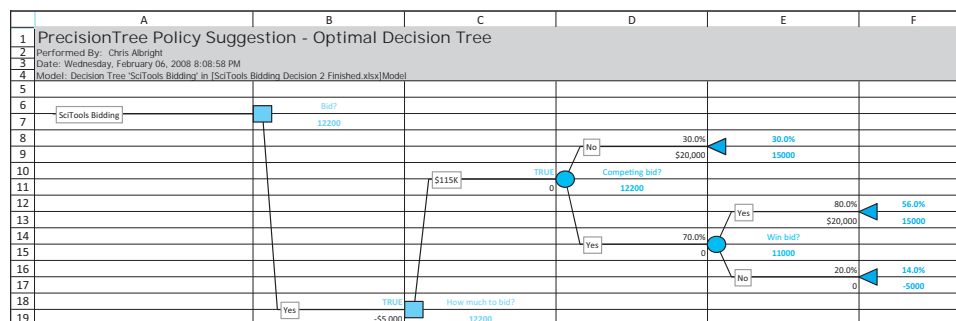 A B C D E F
1 PrecisionTree Policy Suggestion - Optimal Decision Tree
2 Performed By: Chris Albright
3 Date: Wednesday, February 06, 2008 8:08:58 PM
4 Model: Decision Tree 'SciTools Bidding' in [SciTools Bidding Decision 2 Finished.xlsx]Model
5
6 Bid?
SciTools Bidding
7 12200
8 30.0% 30.0%
No
9 $20,000 15000
10 TRUE Competing bid?
$115K
11 0 12200
12 80.0% 56.0%
Yes
13 $20,000 15000
14 70.0% Win bid?
Yes
15 0 11000
16 20.0% 14.0%
No
17 0 -5000
18 TRUE How much to bid?
Yes
19 -$5,000 12200